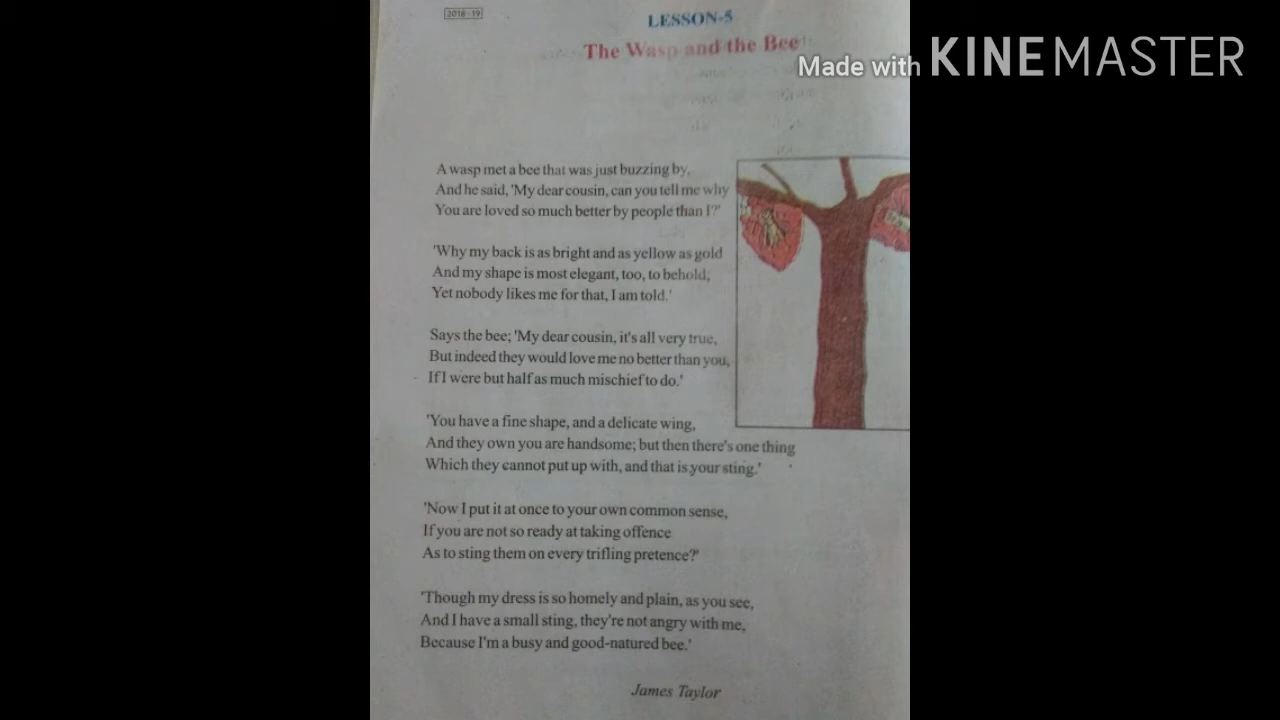 2018-19
LESSON-5
The Wasp and the Bee
Made with KINEMASTER
A wasp met a bee that was just buzzing by,
And he said, 'My dear cousin, can you tell me why
You are loved so much better by people than I?'
'Why my back is as bright and as yellow as gold
And my shape is most elegant, too, to behold;
Yet nobody likes me for that, I am told.'
Says the bee; 'My dear cousin, it's all very true,
But indeed they would love me no better than you,
If I were but half as much mischief to do.'
'You have a fine shape, and a delicate wing,
And they own you are handsome; but then there's one thing
Which they cannot put up with, and that is your sting.'
'Now I put it at once to your own common sense,
If you are not so ready at taking offence
As to sting them on every trifling pretence?'
'Though my dress is so homely and plain, as you see,
And I have a small sting, they're not angry with me,
Because I'm a busy and good-natured bee.'
James Taylor